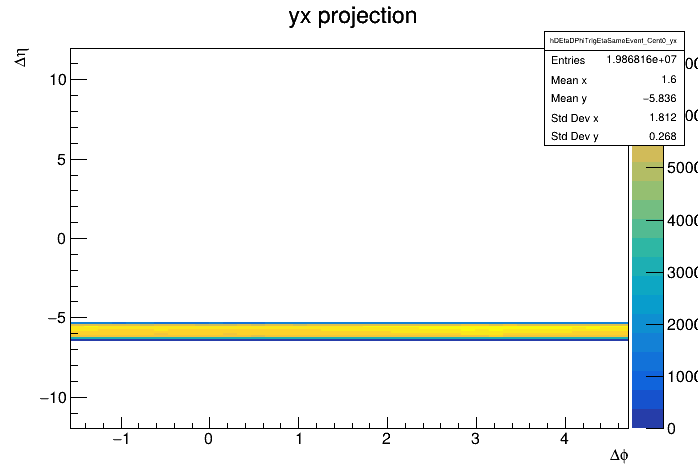 yx projection
hDEtaDPhiTrigEtaSameEvent_Cent0_yx
Entries 1.986816e+07
Mean x 1.6
Mean y −5.836
Std Dev x 1.812
Std Dev y 0.268
Δη
10
5
0
−5
−10
−1
0
1
2
3
4
Δϕ
5000
4000
3000
2000
1000
0